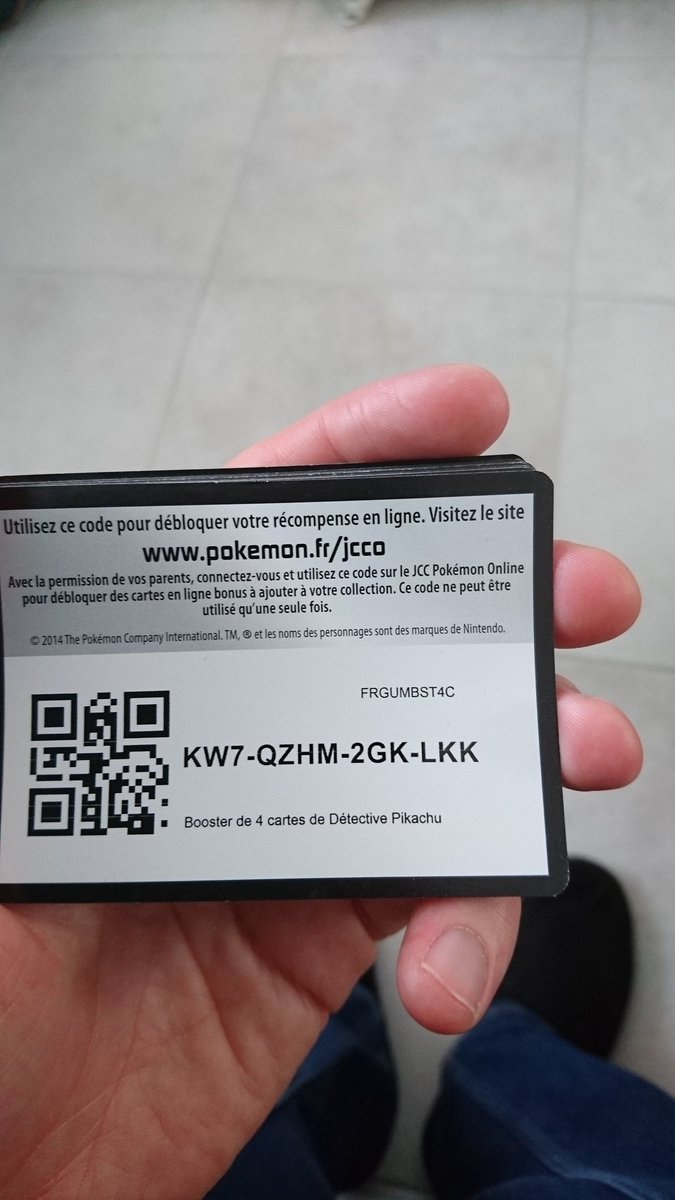 Utilisez ce code pour débloquer votre récompense en ligne. Visitez le site
www.pokemon.fr/jcco
Avec la permission de vos parents, connectez-vous et utilisez ce code sur le JCC Pokémon Online
pour débloquer des cartes en ligne bonus à ajouter à votre collection. Ce code ne peut être
utilisé qu'une seule fois.
© 2014 The Pokémon Company International. TM, ® et les noms des personnages sont des marques de Nintendo.
FRGUMBST4C
KW7-QZHM-2GK-LKK
Booster de 4 cartes de Détective Pikachu